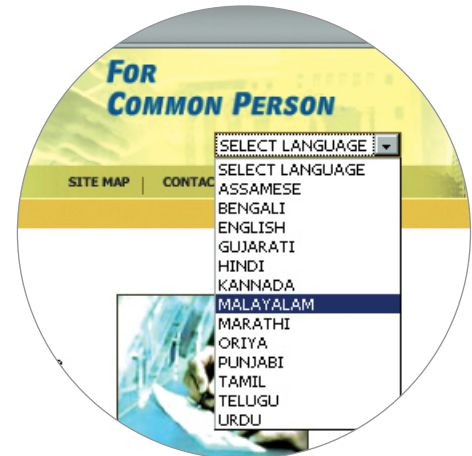 FOR
COMMON PERSON
SELECT LANGUAGE
SITE MAP | CONTAC
SELECT LANGUAGE
ASSAMESE
BENGALI
ENGLISH
GUJARATI
HINDI
KANNADA
MALAYALAM
MARATHI
ORIYA
PUNJABI
TAMIL
TELUGU
URDU